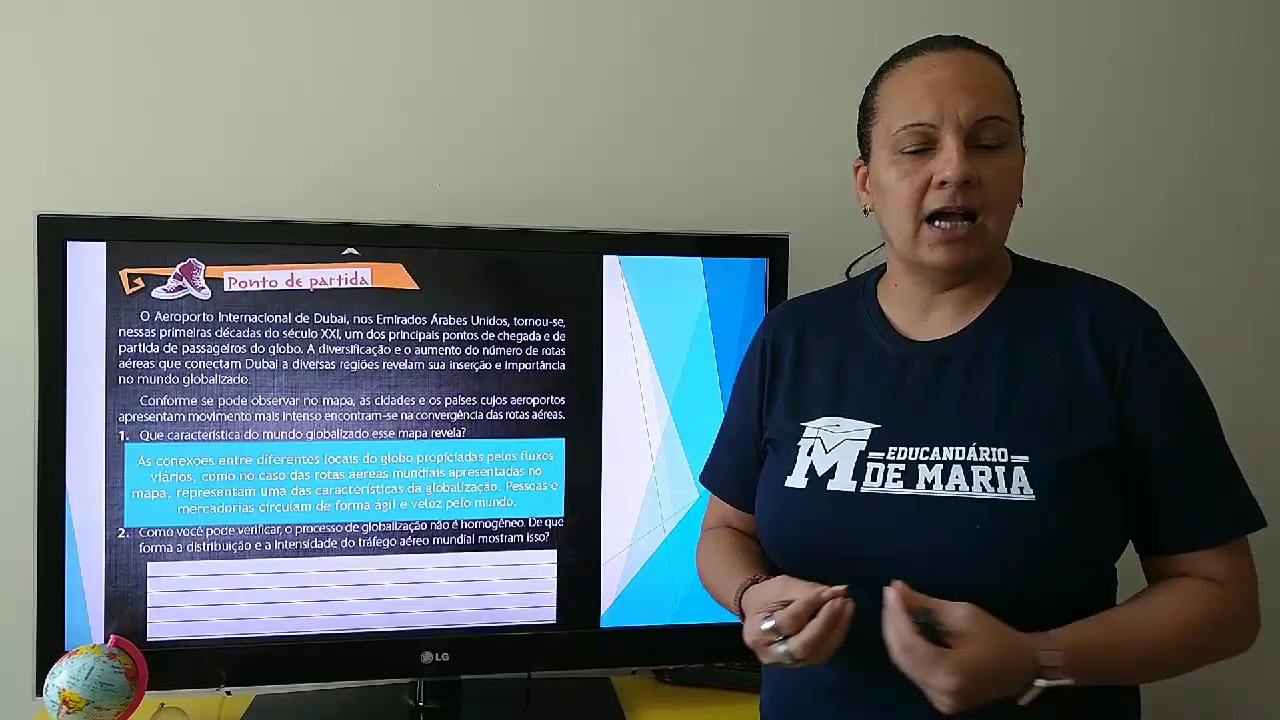 Ponto de partida
O Aeroporto Internacional de Dubai, nos Emirados Árabes Unidos, tornou-se,
nessas primeiras décadas do século XXI, um dos principais pontos de chegada e de
partida de passageiros do globo. A diversificação e o aumento do número de rotas
aéreas que conectam Dubai a diversas regiões revelam sua inserção e importância
no mundo globalizado.
Conforme se pode observar no mapa, as cidades e os países cujos aeroportos
apresentam movimento mais intenso encontram-se na convergência das rotas aéreas.
1. Que característica do mundo globalizado esse mapa revela?
As conexões entre diferentes locais do globo propiciadas pelos fluxos
viários, como no caso das rotas aéreas mundiais apresentadas no
mapa, representam uma das características da globalização. Pessoas e
mercadorias circulam de forma ágil e veloz pelo mundo.
2. Como você pode verificar, o processo de globalização não é homogêneo. De que
forma a distribuição e a intensidade do tráfego aéreo mundial mostram isso?
LG
M EDUCANDÁRIO
DE MARIA